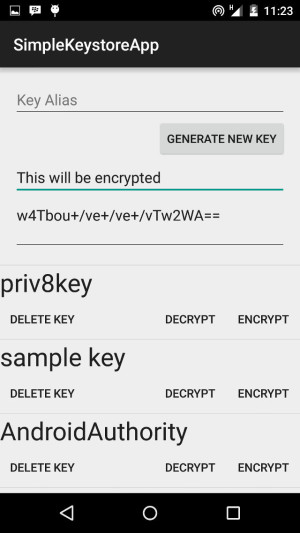 H 11:23
SimpleKeystoreApp
Key Alias
GENERATE NEW KEY
This will be encrypted
w4Tbou+/ve+/ve+/vTw2WA==
priv8key
DELETE KEY DECRYPT ENCRYPT
sample key
DELETE KEY DECRYPT ENCRYPT
AndroidAuthority
DELETE KEY DECRYPT ENCRYPT